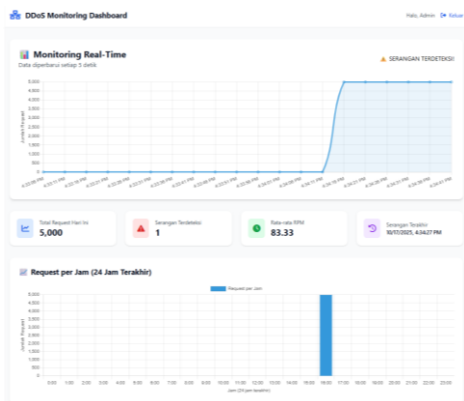 DDoS Monitoring Dashboard
Halo, Admin Keluar
Monitoring Real-Time
Data diperbarui setiap 5 detik
SERANGAN TERDETEKSI!
Jumlah Request
5,000
4,500
4,000
3,500
3,000
2,500
2,000
1,500
1,000
500
0
Total Request Hari Ini
5,000
Serangan Terdeteksi
1
Rata-rata RPM
83.33
Serangan Terakhir
10/17/2025, 4:34:27 PM
Request per Jam (24 Jam Terakhir)
Request per Jam
Jumlah Request
5,000
4,500
4,000
3,500
3,000
2,500
2,000
1,500
1,000
500
0
0:00 1:00 2:00 3:00 4:00 5:00 6:00 7:00 8:00 9:00 10:00 11:00 12:00 13:00 14:00 15:00 16:00 17:00 18:00 19:00 20:00 21:00 22:00 23:00
Jam (24 jam terakhir)